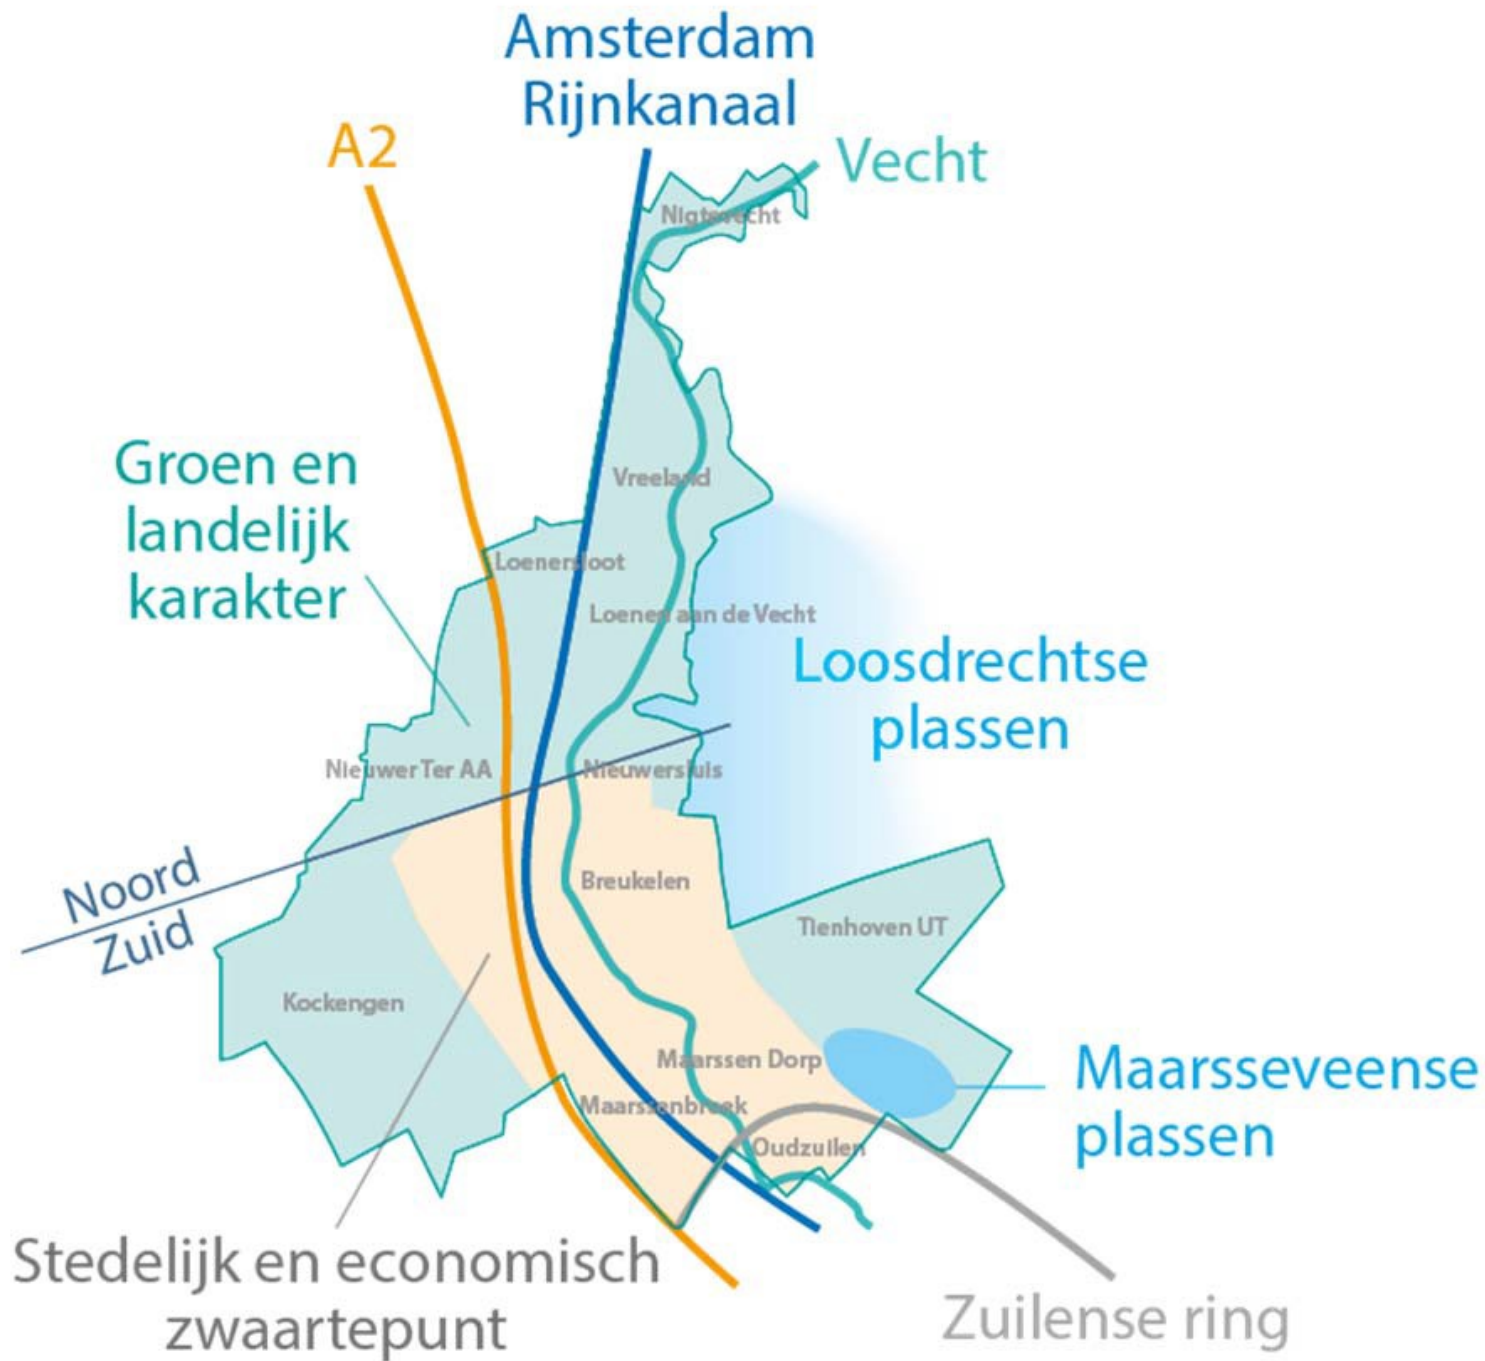 Amsterdam
Rijnkanaal
A2
Vecht
Nigtevecht
Groen en
landelijk
karakter
Vreeland
Loenersloot
Loenen aan de Vecht
Loosdrechtse
plassen
Nieuwer Ter AA
Nieuwersluis
Noord
Zuid
Breukelen
Tienhoven UT
Kockengen
Maarssen Dorp
Maarsseveense
plassen
Maarssenbroek
Oudzuilen
Stedelijk en economisch
zwaartepunt
Zuilense ring